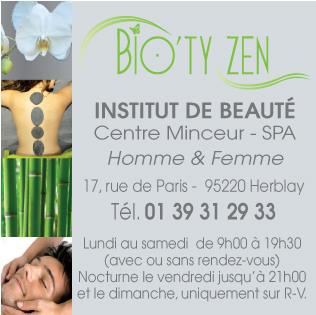 BiO'TY ZEN
INSTITUT DE BEAUTÉ
Centre Minceur - SPA
Homme & Femme
17, rue de Paris - 95220 Herblay
Tél. 01 39 31 29 33
Lundi au samedi de 9h00 à 19h30
(avec ou sans rendez-vous)
Nocturne le vendredi jusqu'à 21h00
et le dimanche, uniquement sur R-V.